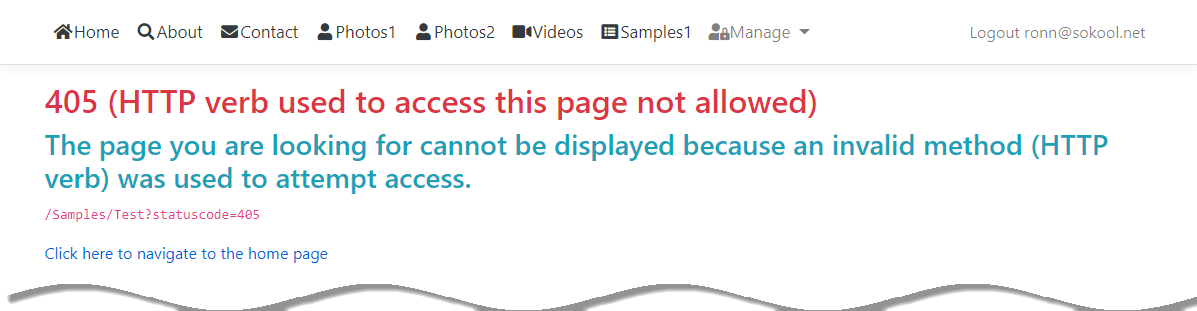 Home About Contact Photos1 Photos2 Videos Samples1 Manage Logout ronn@sokool.net
405 (HTTP verb used to access this page not allowed)
The page you are looking for cannot be displayed because an invalid method (HTTP
verb) was used to attempt access.
/Samples/Test?statuscode=405
Click here to navigate to the home page